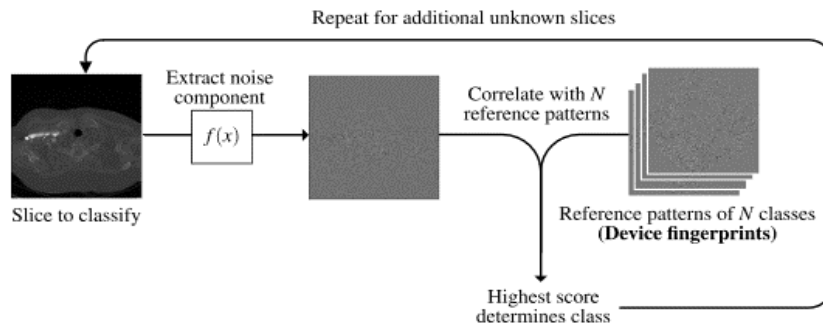 Repeat for additional unknown slices
Extract noise
component
f(x)
Slice to classify
Correlate with N
reference patterns
Reference patterns of N classes
(Device fingerprints)
Highest score
determines class